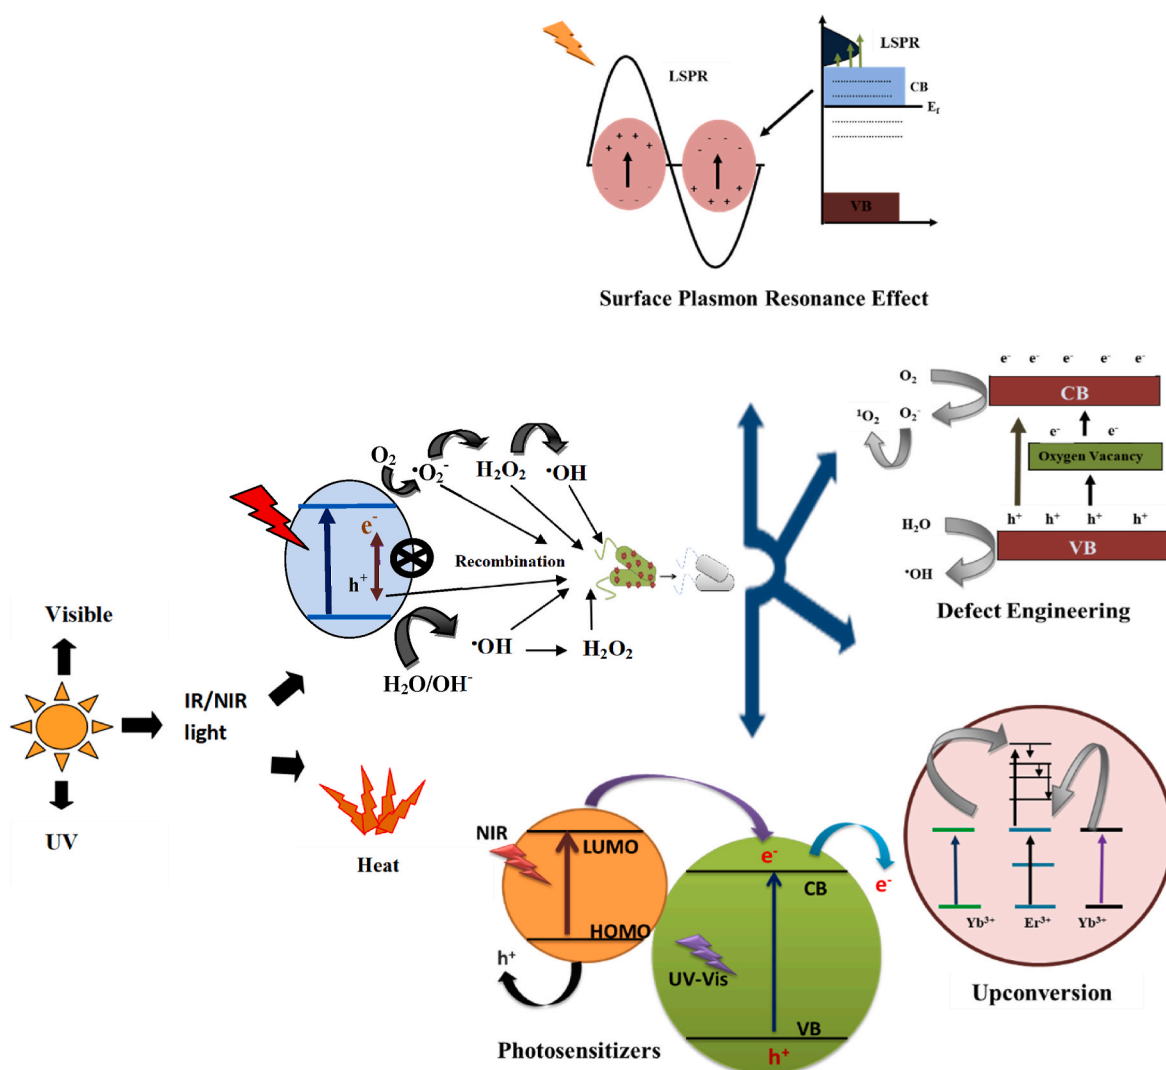 LSPR
LSPR
CB
E_f
+ + + +
+ +
- - - -
- - -
- -
+ +
+ +
VB
Surface Plasmon Resonance Effect
e⁻ e⁻ e⁻ e⁻ e⁻
O₂
CB
¹O₂
O₂⁻
e⁻ e⁻
Oxygen Vacancy
H₂O
h⁺ h⁺ h⁺ h⁺
VB
•OH
Defect Engineering
O₂
•O₂⁻
H₂O₂
•OH
e⁻
Recombination
h⁺
•OH
H₂O₂
H₂O/OH⁻
Visible
IR/NIR
light
UV
Heat
NIR
LUMO
HOMO
h⁺
e⁻
CB
e⁻
UV-Vis
VB
h⁺
Photosensitizers
Yb³⁺
Er³⁺
Yb³⁺
Upconversion